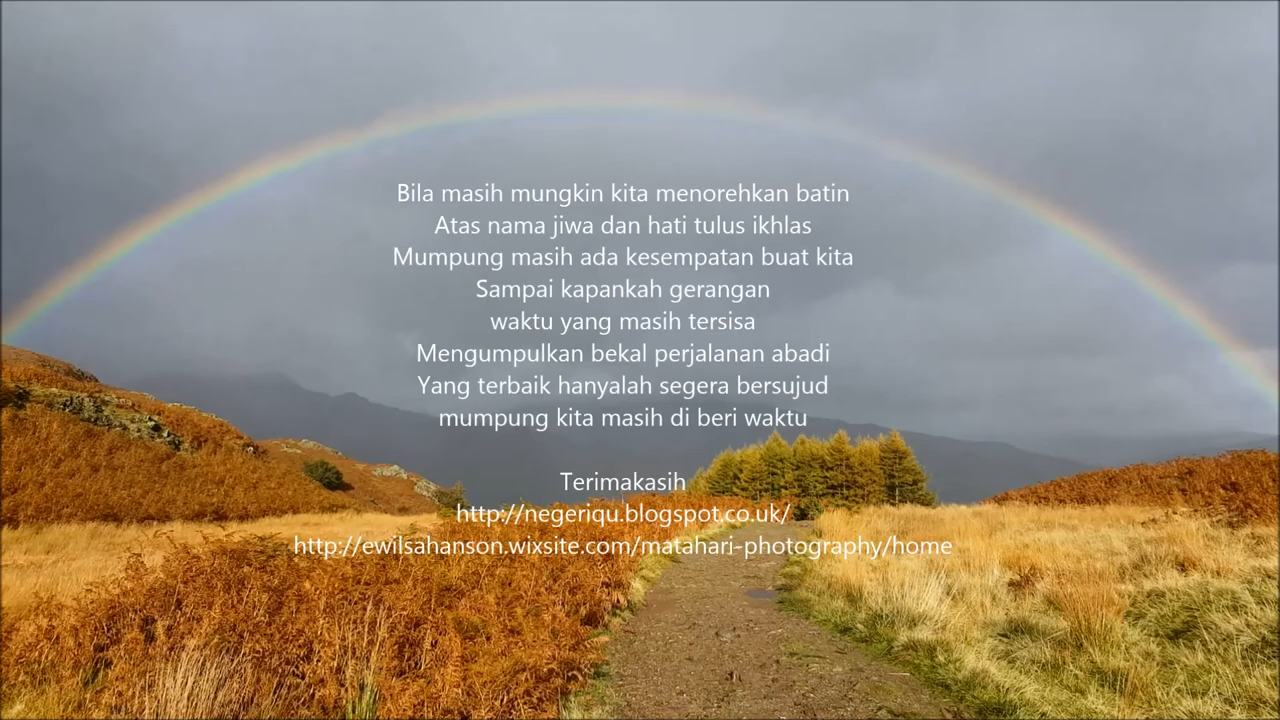 Bila masih mungkin kita menorehkan batin
Atas nama jiwa dan hati tulus ikhlas
Mumpung masih ada kesempatan buat kita
Sampai kapankah gerangan
waktu yang masih tersisa
Mengumpulkan bekal perjalanan abadi
Yang terbaik hanyalah segera bersujud
mumpung kita masih di beri waktu
Terimakasih
http://negeriqu.blogspot.co.uk/
http://ewilsahanson.wixsite.com/matahari-photography/home